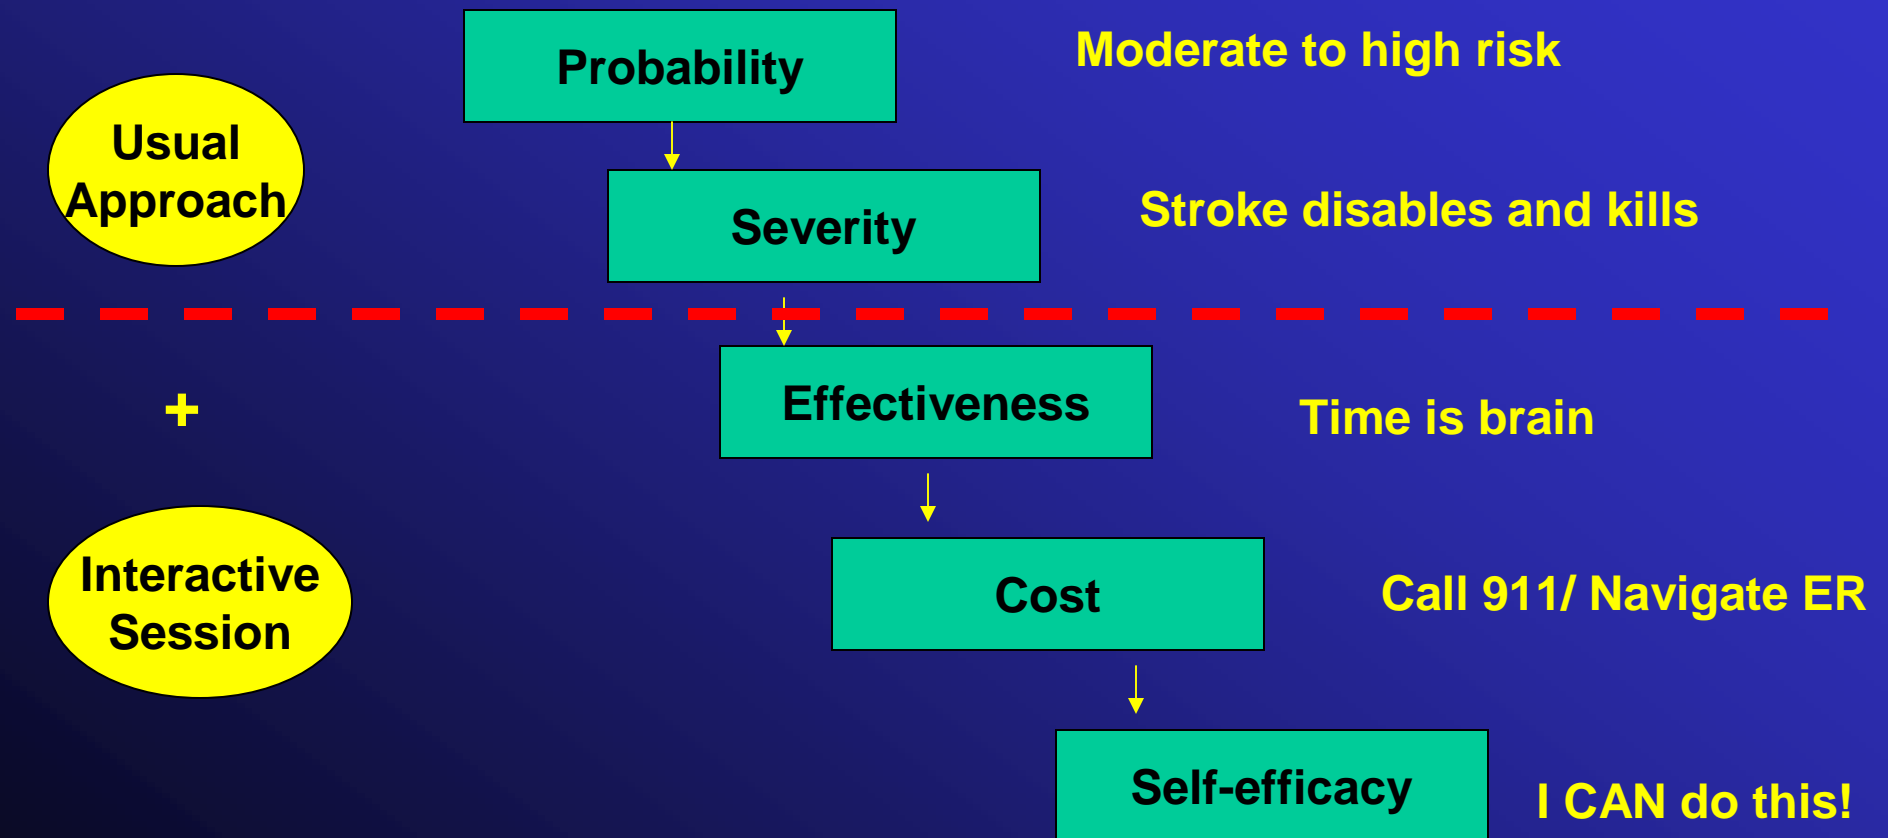 Probability
Moderate to high risk
Usual
Approach
Severity
Stroke disables and kills
+
Effectiveness
Time is brain
Interactive
Session
Cost
Call 911/ Navigate ER
Self-efficacy
I CAN do this!